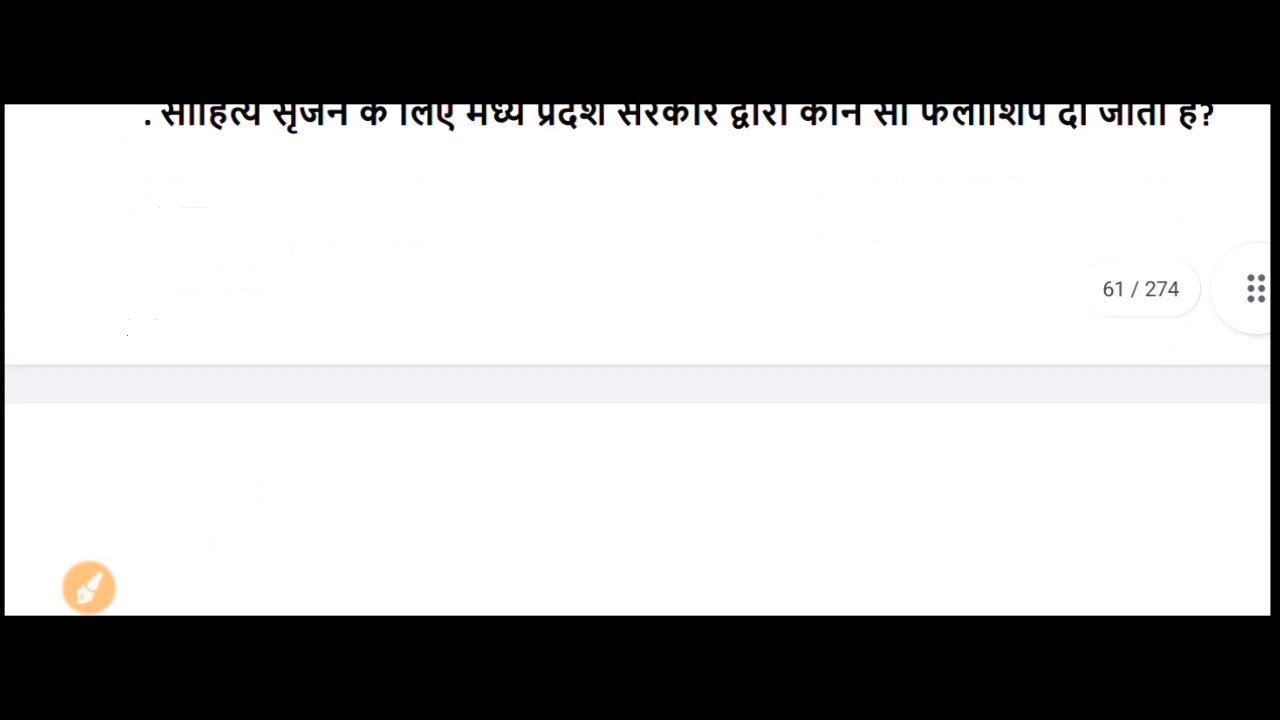 . साहित्य सृजन के लिए मध्य प्रदेश सरकार द्वारा कौन सी फेलोशिप दी जाती है?
61 / 274